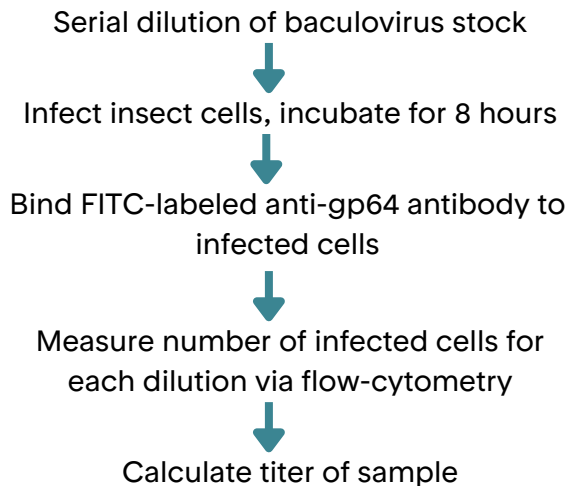 Serial dilution of baculovirus stock
Infect insect cells, incubate for 8 hours
Bind FITC-labeled anti-gp64 antibody to
infected cells
Measure number of infected cells for
each dilution via flow-cytometry
Calculate titer of sample